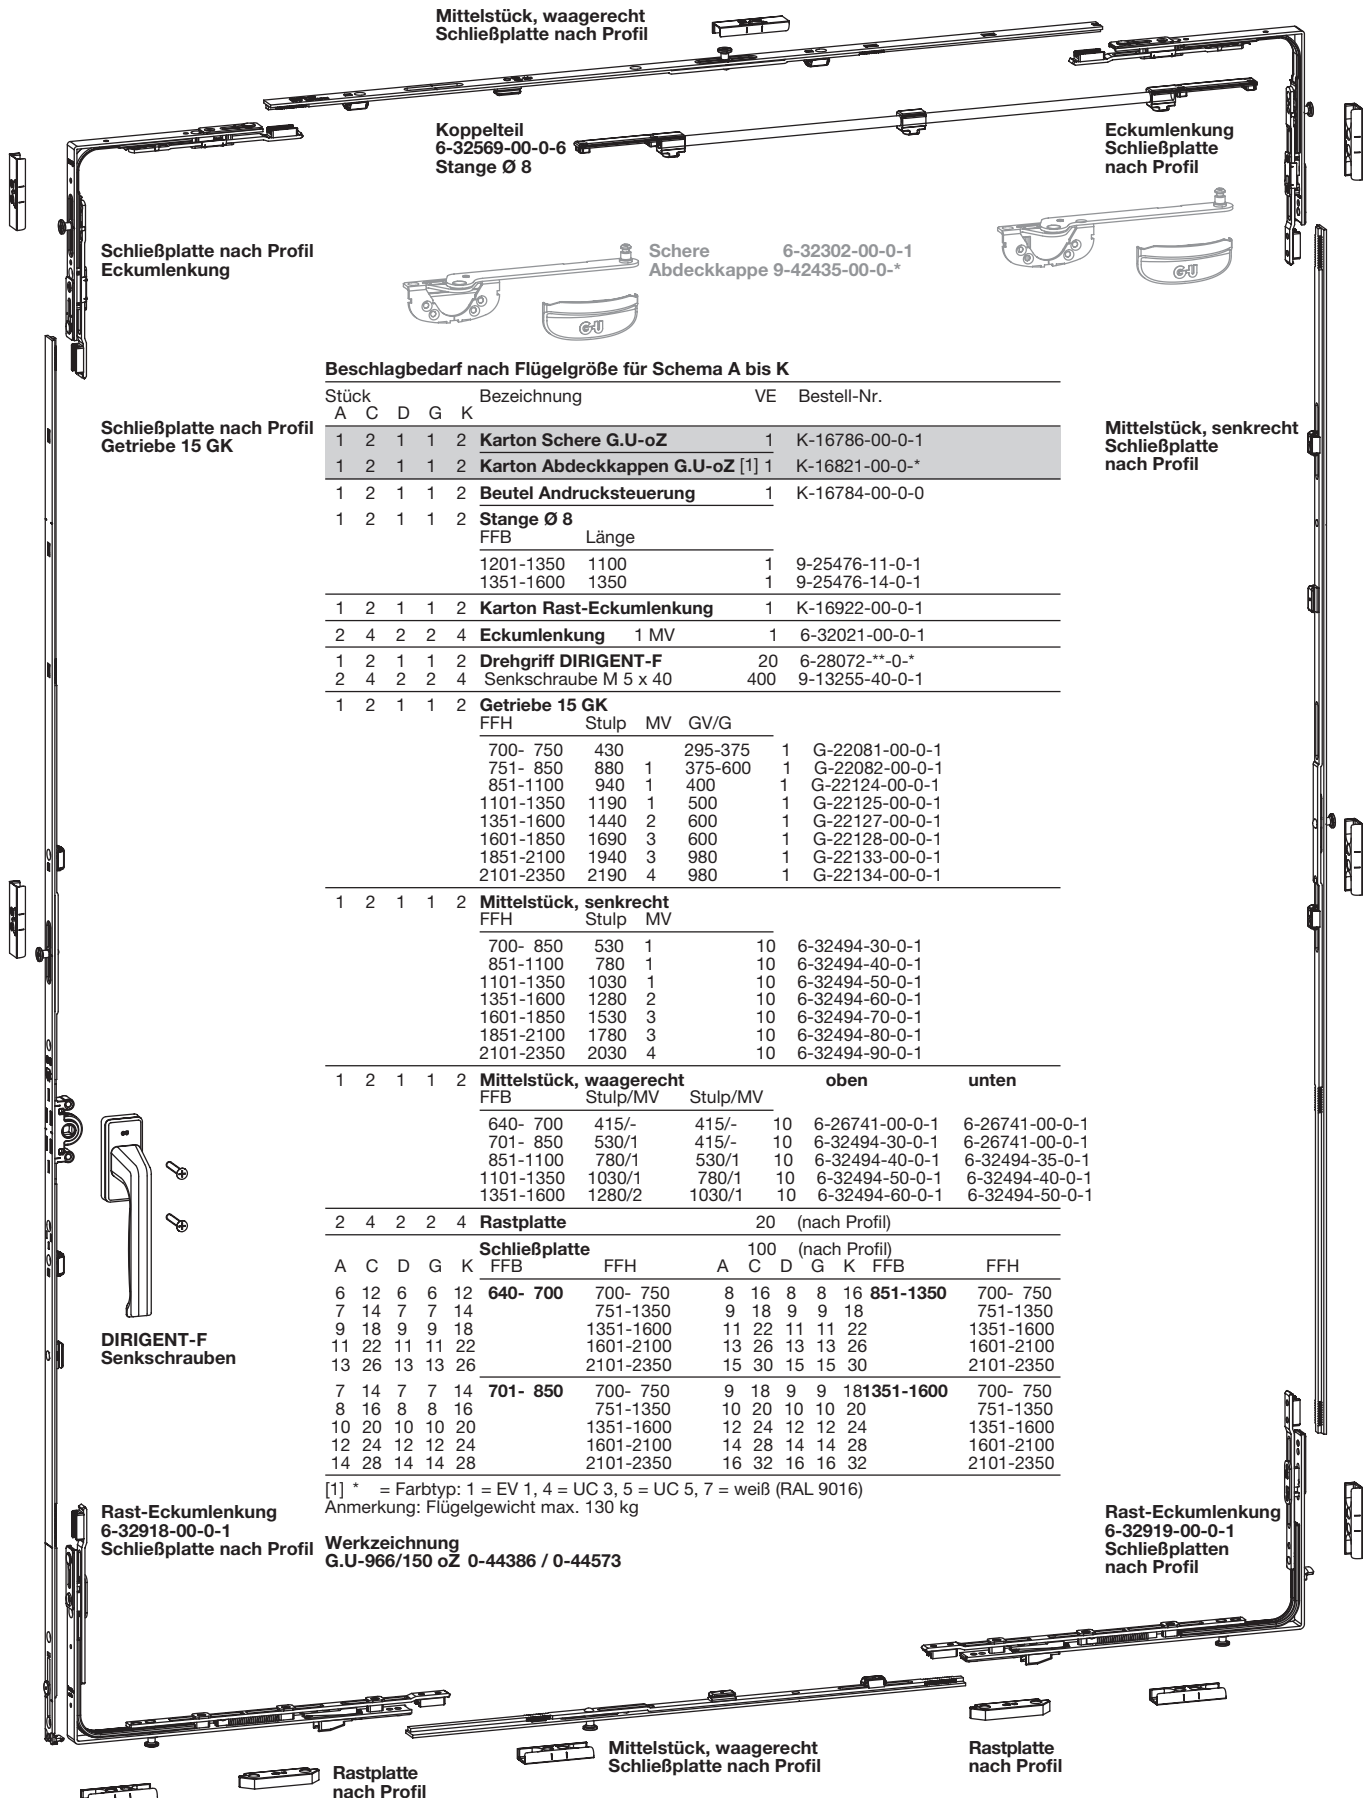 Mittelstück, waagerecht
Schließplatte nach Profil
Koppelteil
6-32569-00-0-6
Stange Ø 8
Eckumlenkung
Schließplatte
nach Profil
Schließplatte nach Profil
Eckumlenkung
Schere 6-32302-00-0-1
Abdeckkappe 9-42435-00-0-*
G-U
G-U
Schließplatte nach Profil
Getriebe 15 GK
Mittelstück, senkrecht
Schließplatte
nach Profil
Beschlagbedarf nach Flügelgröße für Schema A bis K
Stück Bezeichnung VE Bestell-Nr.
A C D G K
1 2 1 1 2 Karton Schere G.U-oZ 1 K-16786-00-0-1
1 2 1 1 2 Karton Abdeckkappen G.U-oZ [1] 1 K-16821-00-0-*
1 2 1 1 2 Beutel Andrucksteuerung 1 K-16784-00-0-0
1 2 1 1 2 Stange Ø 8
FFB Länge
1201-1350 1100 1 9-25476-11-0-1
1351-1600 1350 1 9-25476-14-0-1
1 2 1 1 2 Karton Rast-Eckumlenkung 1 K-16922-00-0-1
2 4 2 2 4 Eckumlenkung 1 MV 1 6-32021-00-0-1
1 2 1 1 2 Drehgriff DIRIGENT-F 20 6-28072-**-0-*
2 4 2 2 4 Senkschraube M 5 x 40 400 9-13255-40-0-1
1 2 1 1 2 Getriebe 15 GK
FFH Stulp MV GV/G
700- 750 430 295-375 1 G-22081-00-0-1
751- 850 880 1 375-600 1 G-22082-00-0-1
851-1100 940 1 400 1 G-22124-00-0-1
1101-1350 1190 1 500 1 G-22125-00-0-1
1351-1600 1440 2 600 1 G-22127-00-0-1
1601-1850 1690 3 600 1 G-22128-00-0-1
1851-2100 1940 3 980 1 G-22133-00-0-1
2101-2350 2190 4 980 1 G-22134-00-0-1
1 2 1 1 2 Mittelstück, senkrecht
FFH Stulp MV
700- 850 530 1 10 6-32494-30-0-1
851-1100 780 1 10 6-32494-40-0-1
1101-1350 1030 1 10 6-32494-50-0-1
1351-1600 1280 2 10 6-32494-60-0-1
1601-1850 1530 3 10 6-32494-70-0-1
1851-2100 1780 3 10 6-32494-80-0-1
2101-2350 2030 4 10 6-32494-90-0-1
1 2 1 1 2 Mittelstück, waagerecht oben unten
FFB Stulp/MV Stulp/MV
640- 700 415/- 415/- 10 6-26741-00-0-1 6-26741-00-0-1
701- 850 530/1 415/- 10 6-32494-30-0-1 6-26741-00-0-1
851-1100 780/1 530/1 10 6-32494-40-0-1 6-32494-35-0-1
1101-1350 1030/1 780/1 10 6-32494-50-0-1 6-32494-40-0-1
1351-1600 1280/2 1030/1 10 6-32494-60-0-1 6-32494-50-0-1
2 4 2 2 4 Rastplatte 20 (nach Profil)
Schließplatte 100 (nach Profil)
A C D G K FFB FFH A C D G K FFB FFH
6 12 6 6 12 640- 700 700- 750 8 16 8 8 16 851-1350 700- 750
7 14 7 7 14 751-1350 9 18 9 9 18 751-1350
9 18 9 9 18 1351-1600 11 22 11 11 22 1351-1600
11 22 11 11 22 1601-2100 13 26 13 13 26 1601-2100
13 26 13 13 26 2101-2350 15 30 15 15 30 2101-2350
7 14 7 7 14 701- 850 700- 750 9 18 9 9 18 1351-1600 700- 750
8 16 8 8 16 751-1350 10 20 10 10 20 751-1350
10 20 10 10 20 1351-1600 12 24 12 12 24 1351-1600
12 24 12 12 24 1601-2100 14 28 14 14 28 1601-2100
14 28 14 14 28 2101-2350 16 32 16 16 32 2101-2350
[1] * = Farbtyp: 1 = EV 1, 4 = UC 3, 5 = UC 5, 7 = weiß (RAL 9016)
Anmerkung: Flügelgewicht max. 130 kg
Werkzeichnung
G.U-966/150 oZ 0-44386 / 0-44573
DIRIGENT-F
Senkschrauben
Rast-Eckumlenkung
6-32918-00-0-1
Schließplatte nach Profil
Rast-Eckumlenkung
6-32919-00-0-1
Schließplatten
nach Profil
Mittelstück, waagerecht
Schließplatte nach Profil
Rastplatte
nach Profil
Rastplatte
nach Profil